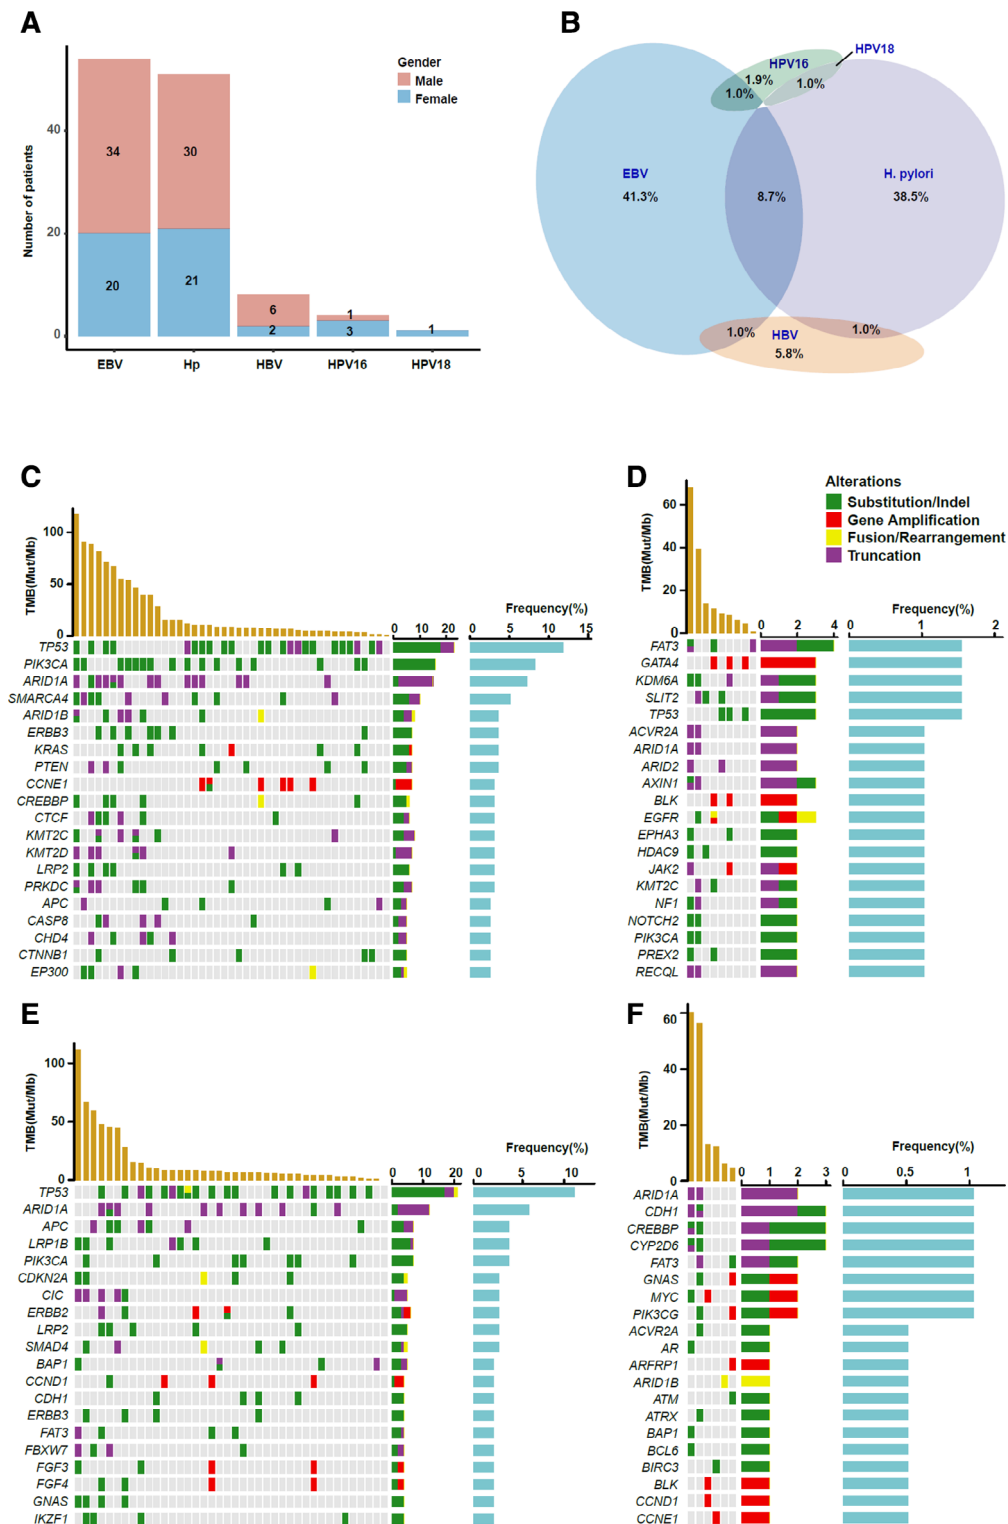 A
Gender
Male
Female
Number of patients
40
20
0
34
20
30
21
6
2
1
3
1
EBV
Hp
HBV
HPV16
HPV18
B
HPV18
HPV16
1.9%
1.0%
1.0%
EBV
41.3%
8.7%
H. pylori
38.5%
1.0%
HBV
1.0%
5.8%
C
TMB(Mut/Mb)
100
50
0
Frequency(%)
0 10 20
0 5 10 15
TP53
PIK3CA
ARID1A
SMARCA4
ARID1B
ERBB3
KRAS
PTEN
CCNE1
CREBBP
CTCF
KMT2C
KMT2D
LRP2
PRKDC
APC
CASP8
CHD4
CTNNB1
EP300
D
Alterations
Substitution/Indel
Gene Amplification
Fusion/Rearrangement
Truncation
TMB(Mut/Mb)
60
40
20
0
Frequency(%)
0 2 4
0 1 2
FAT3
GATA4
KDM6A
SLIT2
TP53
ACVR2A
ARID1A
ARID2
AXIN1
BLK
EGFR
EPHA3
HDAC9
JAK2
KMT2C
NF1
NOTCH2
PIK3CA
PREX2
RECQL
E
TMB(Mut/Mb)
100
50
0
Frequency(%)
0 10 20
0 5 10
TP53
ARID1A
APC
LRP1B
PIK3CA
CDKN2A
CIC
ERBB2
LRP2
SMAD4
BAP1
CCND1
CDH1
ERBB3
FAT3
FBXW7
FGF3
FGF4
GNAS
IKZF1
F
TMB(Mut/Mb)
60
40
20
0
Frequency(%)
0 1 2 3
0 0.5 1
ARID1A
CDH1
CREBBP
CYP2D6
FAT3
GNAS
MYC
PIK3CG
ACVR2A
AR
ARFRP1
ARID1B
ATM
ATRX
BAP1
BCL6
BIRC3
BLK
CCND1
CCNE1